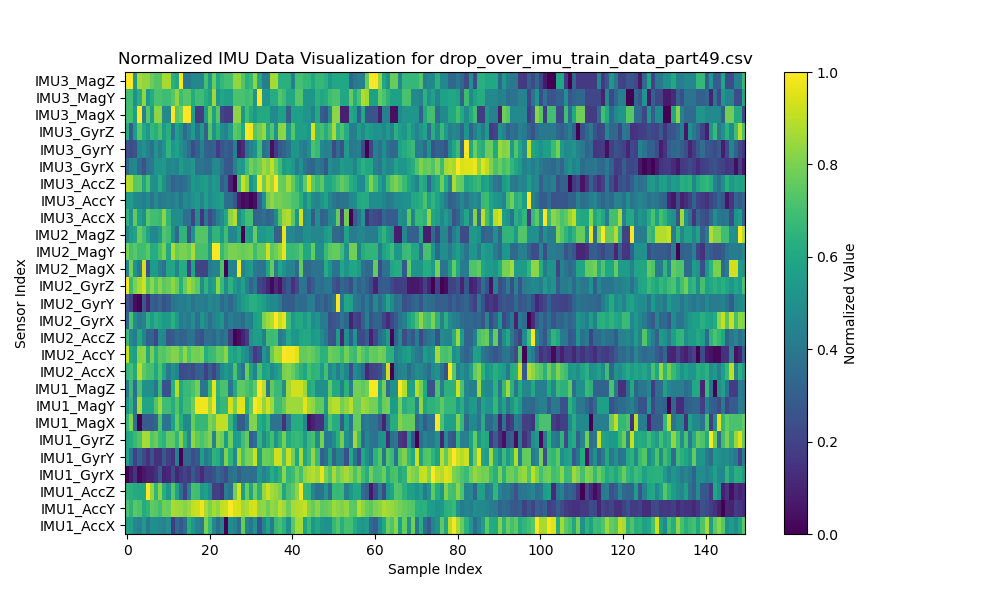 Normalized IMU Data Visualization for drop_over_imu_train_data_part49.csv
IMU3_MagZ
IMU3_MagY
IMU3_MagX
IMU3_GyrZ
IMU3_GyrY
IMU3_GyrX
IMU3_AccZ
IMU3_AccY
IMU3_AccX
IMU2_MagZ
IMU2_MagY
IMU2_MagX
IMU2_GyrZ
IMU2_GyrY
IMU2_GyrX
IMU2_AccZ
IMU2_AccY
IMU2_AccX
IMU1_MagZ
IMU1_MagY
IMU1_MagX
IMU1_GyrZ
IMU1_GyrY
IMU1_GyrX
IMU1_AccZ
IMU1_AccY
IMU1_AccX
Sensor Index
0 20 40 60 80 100 120 140
Sample Index
1.0
0.8
0.6
0.4
0.2
0.0
Normalized Value